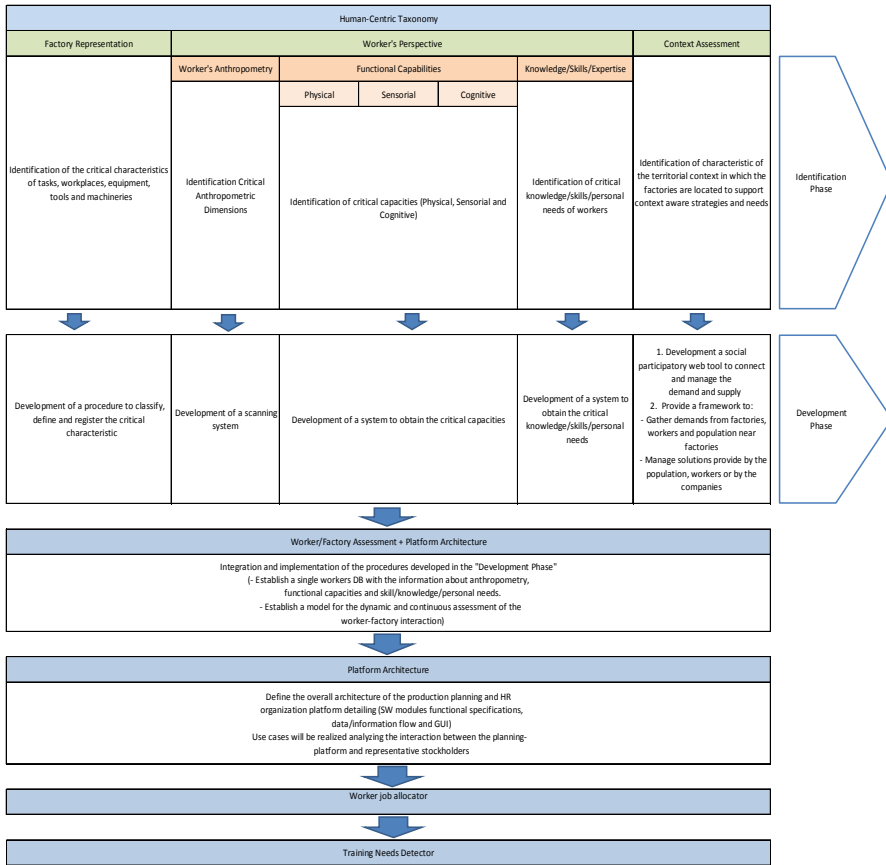 Human-Centric Taxonomy
Factory Representation
Worker's Perspective
Context Assessment
Worker's Anthropometry
Functional Capabilities
Knowledge/Skills/Expertise
Physical
Sensorial
Cognitive
Identification of the critical characteristics
of tasks, workplaces, equipment,
tools and machineries
Identification Critical
Anthropometric
Dimensions
Identification of critical capacities (Physical, Sensorial and
Cognitive)
Identification of critical
knowledge/skills/personal
needs of workers
Identification of characteristic of
the territorial context in which the
factories are located to support
context aware strategies and needs
Identification
Phase
Development of a procedure to classify,
define and register the critical
characteristic
Development of a scanning
system
Development of a system to obtain the critical capacities
Development of a system to
obtain the critical
knowledge/skills/personal
needs
1. Development a social
participatory web tool to connect
and manage the
demand and supply
2. Provide a framework to:
- Gather demands from factories,
workers and population near
factories
- Manage solutions provide by the
population, workers or by the
companies
Development
Phase
Worker/Factory Assessment + Platform Architecture
Integration and implementation of the procedures developed in the "Development Phase"
(- Establish a single workers DB with the information about anthropometry,
functional capacities and skill/knowledge/personal needs.
- Establish a model for the dynamic and continuous assessment of the
worker-factory interaction)
Platform Architecture
Define the overall architecture of the production planning and HR
organization platform detailing (SW modules functional specifications,
data/information flow and GUI)
Use cases will be realized analyzing the interaction between the planning-
platform and representative stockholders
Worker job allocator
Training Needs Detector